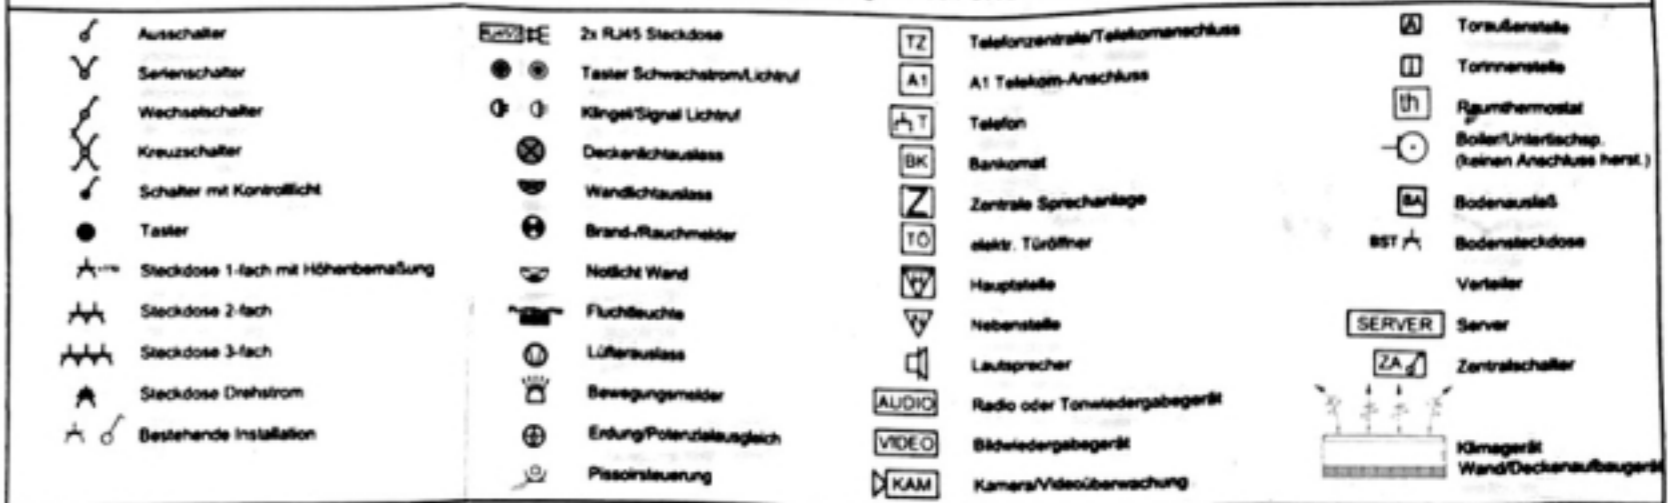 Ausschalter
Serienschalter
Wechselschalter
Kreuzschalter
Schalter mit Kontrolllicht
Taster
Steckdose 1-fach mit Höhenbemaßung
Steckdose 2-fach
Steckdose 3-fach
Steckdose Drehstrom
Bestehende Installation
2x RJ45 Steckdose
Taster Schwachstrom/Lichtruf
Klingel/Signal Lichtruf
Deckenlichtauslass
Wandlichtauslass
Brand-/Rauchmelder
Notlicht Wand
Fluchtleuchte
Lüfterauslass
Bewegungsmelder
Erdung/Potenzialausgleich
Pissoirsteuerung
TZ Telefonzentrale/Telekomanschluss
A1 A1 Telekom-Anschluss
T Telefon
BK Bankomat
Z Zentrale Sprechanlage
TÖ elektr. Türöffner
Hauptstelle
Nebenstelle
Lautsprecher
AUDIO Radio oder Tonwiedergabegerät
VIDEO Bildwiedergabegerät
KAM Kamera/Videoüberwachung
A Toraußenstelle
I Torinnenstelle
th Raumthermostat
Boiler/Untertischsp.
(keinen Anschluss herst.)
BA Bodenauslaß
BST Bodensteckdose
Verteiler
SERVER Server
ZA Zentralschalter
Klimagerät
Wand/Deckenaufbaugerät